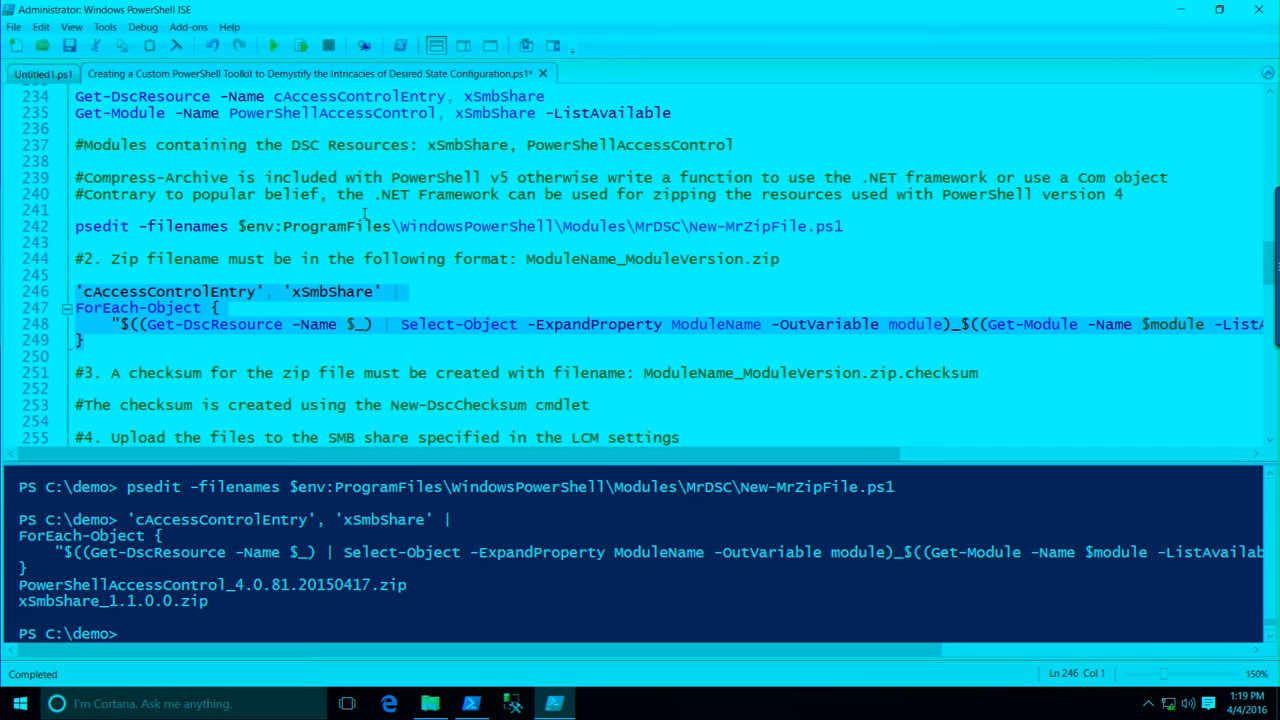 Administrator: Windows PowerShell ISE
File Edit View Tools Debug Add-ons Help
Untitled1.ps1 Creating a Custom PowerShell Toolkit to Demystify the Intricacies of Desired State Configuration.ps1*
234 Get-DscResource -Name cAccessControlEntry, xSmbShare
235 Get-Module -Name PowerShellAccessControl, xSmbShare -ListAvailable
236
237 #Modules containing the DSC Resources: xSmbShare, PowerShellAccessControl
238
239 #Compress-Archive is included with PowerShell v5 otherwise write a function to use the .NET framework or use a Com object
240 #Contrary to popular belief, the .NET Framework can be used for zipping the resources used with PowerShell version 4
241
242 psedit -filenames $env:ProgramFiles\WindowsPowerShell\Modules\MrDSC\New-MrZipFile.ps1
243
244 #2. Zip filename must be in the following format: ModuleName_ModuleVersion.zip
245
246 'cAccessControlEntry', 'xSmbShare' |
247 ForEach-Object {
248 "$((Get-DscResource -Name $_) | Select-Object -ExpandProperty ModuleName -OutVariable module)_$((Get-Module -Name $module -ListA
249 }
250
251 #3. A checksum for the zip file must be created with filename: ModuleName_ModuleVersion.zip.checksum
252
253 #The checksum is created using the New-DscChecksum cmdlet
254
255 #4. Upload the files to the SMB share specified in the LCM settings
PS C:\demo> psedit -filenames $env:ProgramFiles\WindowsPowerShell\Modules\MrDSC\New-MrZipFile.ps1
PS C:\demo> 'cAccessControlEntry', 'xSmbShare' |
ForEach-Object {
"$((Get-DscResource -Name $_) | Select-Object -ExpandProperty ModuleName -OutVariable module)_$((Get-Module -Name $module -ListAvailab
}
PowerShellAccessControl_4.0.81.20150417.zip
xSmbShare_1.1.0.0.zip
PS C:\demo>
Completed Ln 246 Col 1 150%
I'm Cortana. Ask me anything. 1:19 PM
4/4/2016